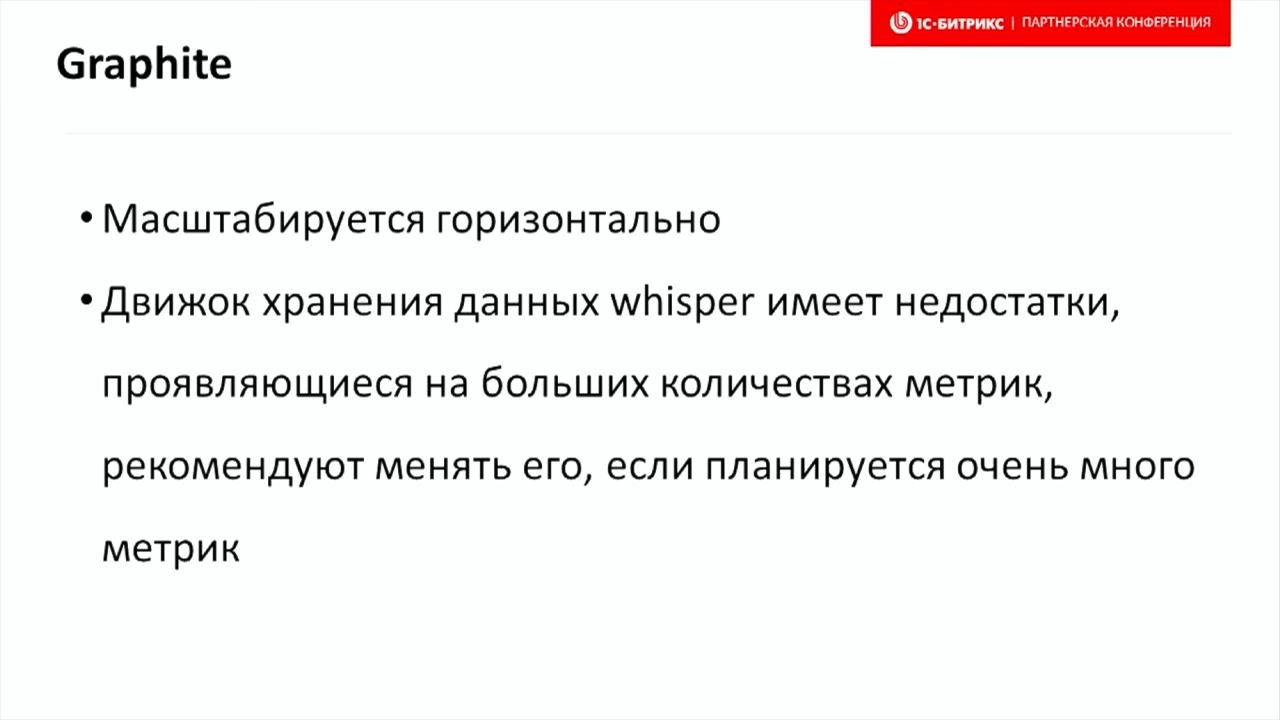 1С-БИТРИКС | ПАРТНЕРСКАЯ КОНФЕРЕНЦИЯ
Graphite
• Масштабируется горизонтально
• Движок хранения данных whisper имеет недостатки,
проявляющиеся на больших количествах метрик,
рекомендуют менять его, если планируется очень много
метрик